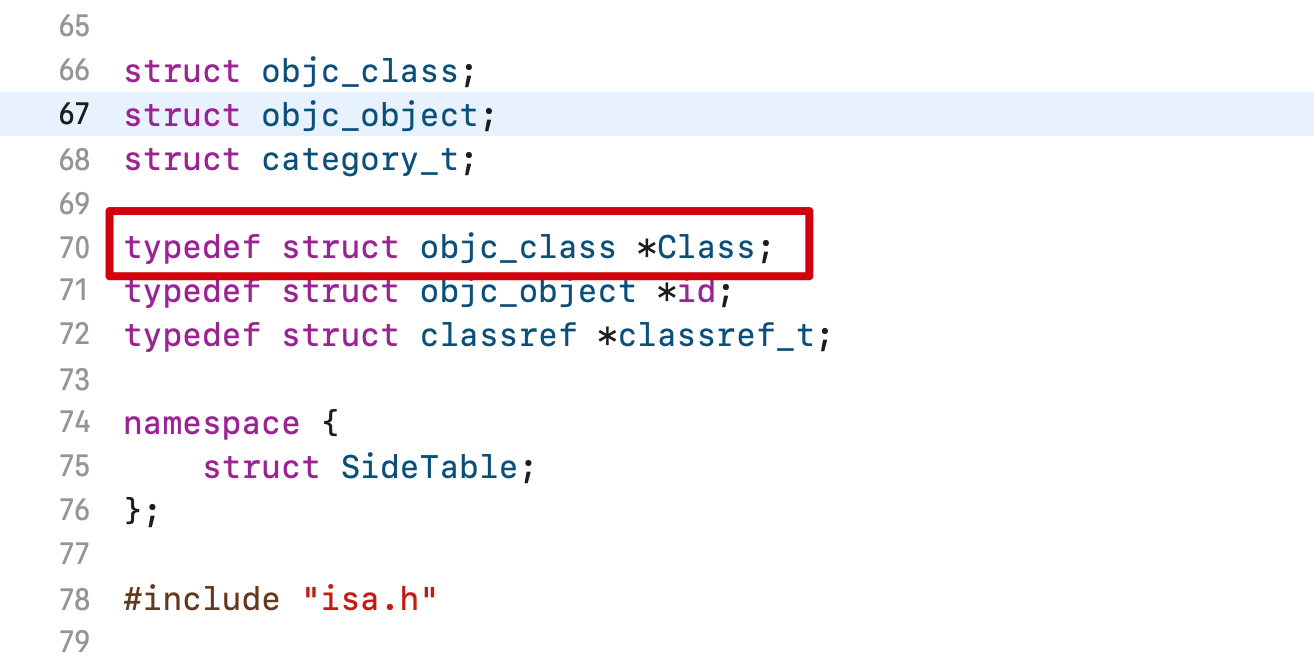 65
66 struct objc_class;
67 struct objc_object;
68 struct category_t;
69
70 typedef struct objc_class *Class;
71 typedef struct objc_object *id;
72 typedef struct classref *classref_t;
73
74 namespace {
75     struct SideTable;
76 };
77
78 #include "isa.h"
79